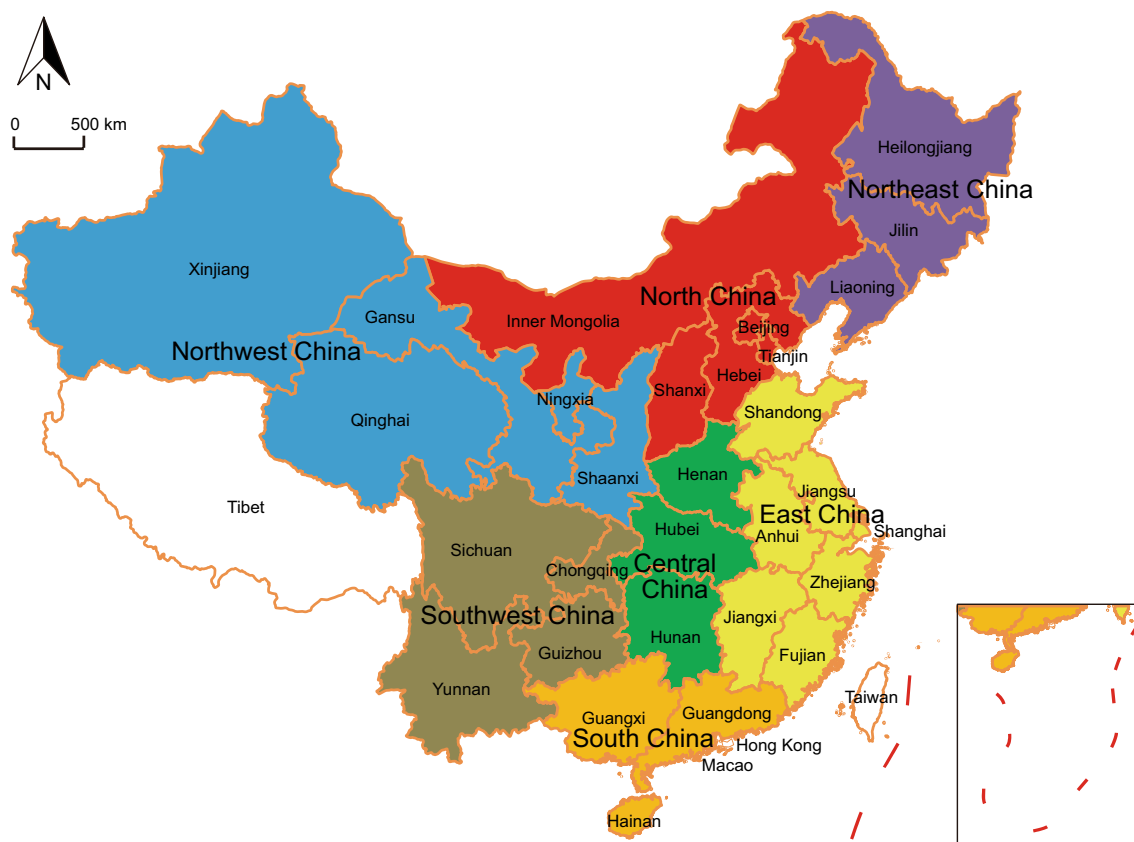 N
0 500 km
Heilongjiang
Northeast China
Jilin
Xinjiang
Liaoning
North China
Gansu
Inner Mongolia
Beijing
Northwest China
Tianjin
Hebei
Shanxi
Ningxia
Shandong
Qinghai
Henan
Shaanxi
Jiangsu
Tibet
East China
Shanghai
Hubei
Anhui
Sichuan
Central
China
Chongqing
Zhejiang
Southwest China
Jiangxi
Hunan
Guizhou
Fujian
Yunnan
Taiwan
Guangxi
Guangdong
South China
Hong Kong
Macao
Hainan